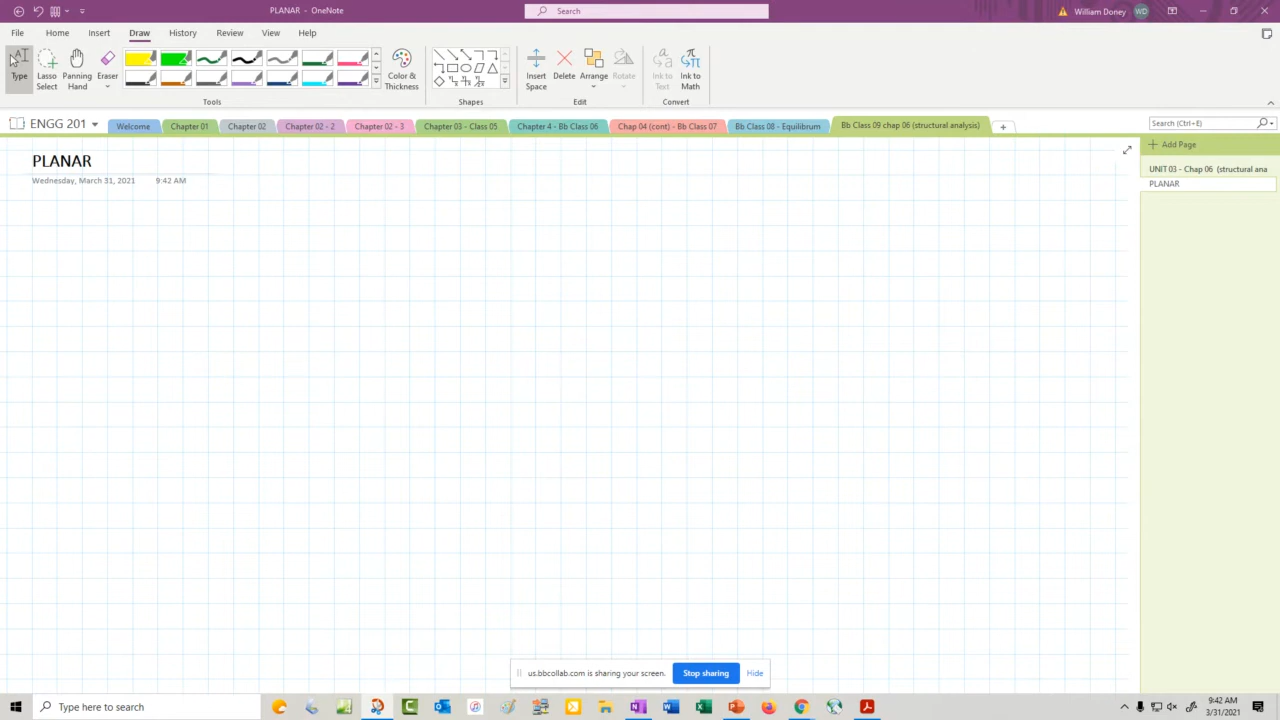 PLANAR - OneNote
Search
William Doney
WD
File Home Insert Draw History Review View Help
Type
Lasso Select
Panning Hand
Eraser
Color & Thickness
Insert Space
Delete
Arrange
Rotate
Ink to Text
Ink to Math
Tools Shapes Edit Convert
ENGG 201
Welcome
Chapter 01
Chapter 02
Chapter 02 - 2
Chapter 02 - 3
Chapter 03 - Class 05
Chapter 4 - Bb Class 06
Chap 04 (cont) - Bb Class 07
Bb Class 08 - Equilibrum
Bb Class 09 chap 06 (structural analysis)
Search (Ctrl+E)
PLANAR
Wednesday, March 31, 2021 9:42 AM
Add Page
UNIT 03 - Chap 06 (structural ana
PLANAR
us.bbcollab.com is sharing your screen.
Stop sharing
Hide
Type here to search
9:42 AM
3/31/2021